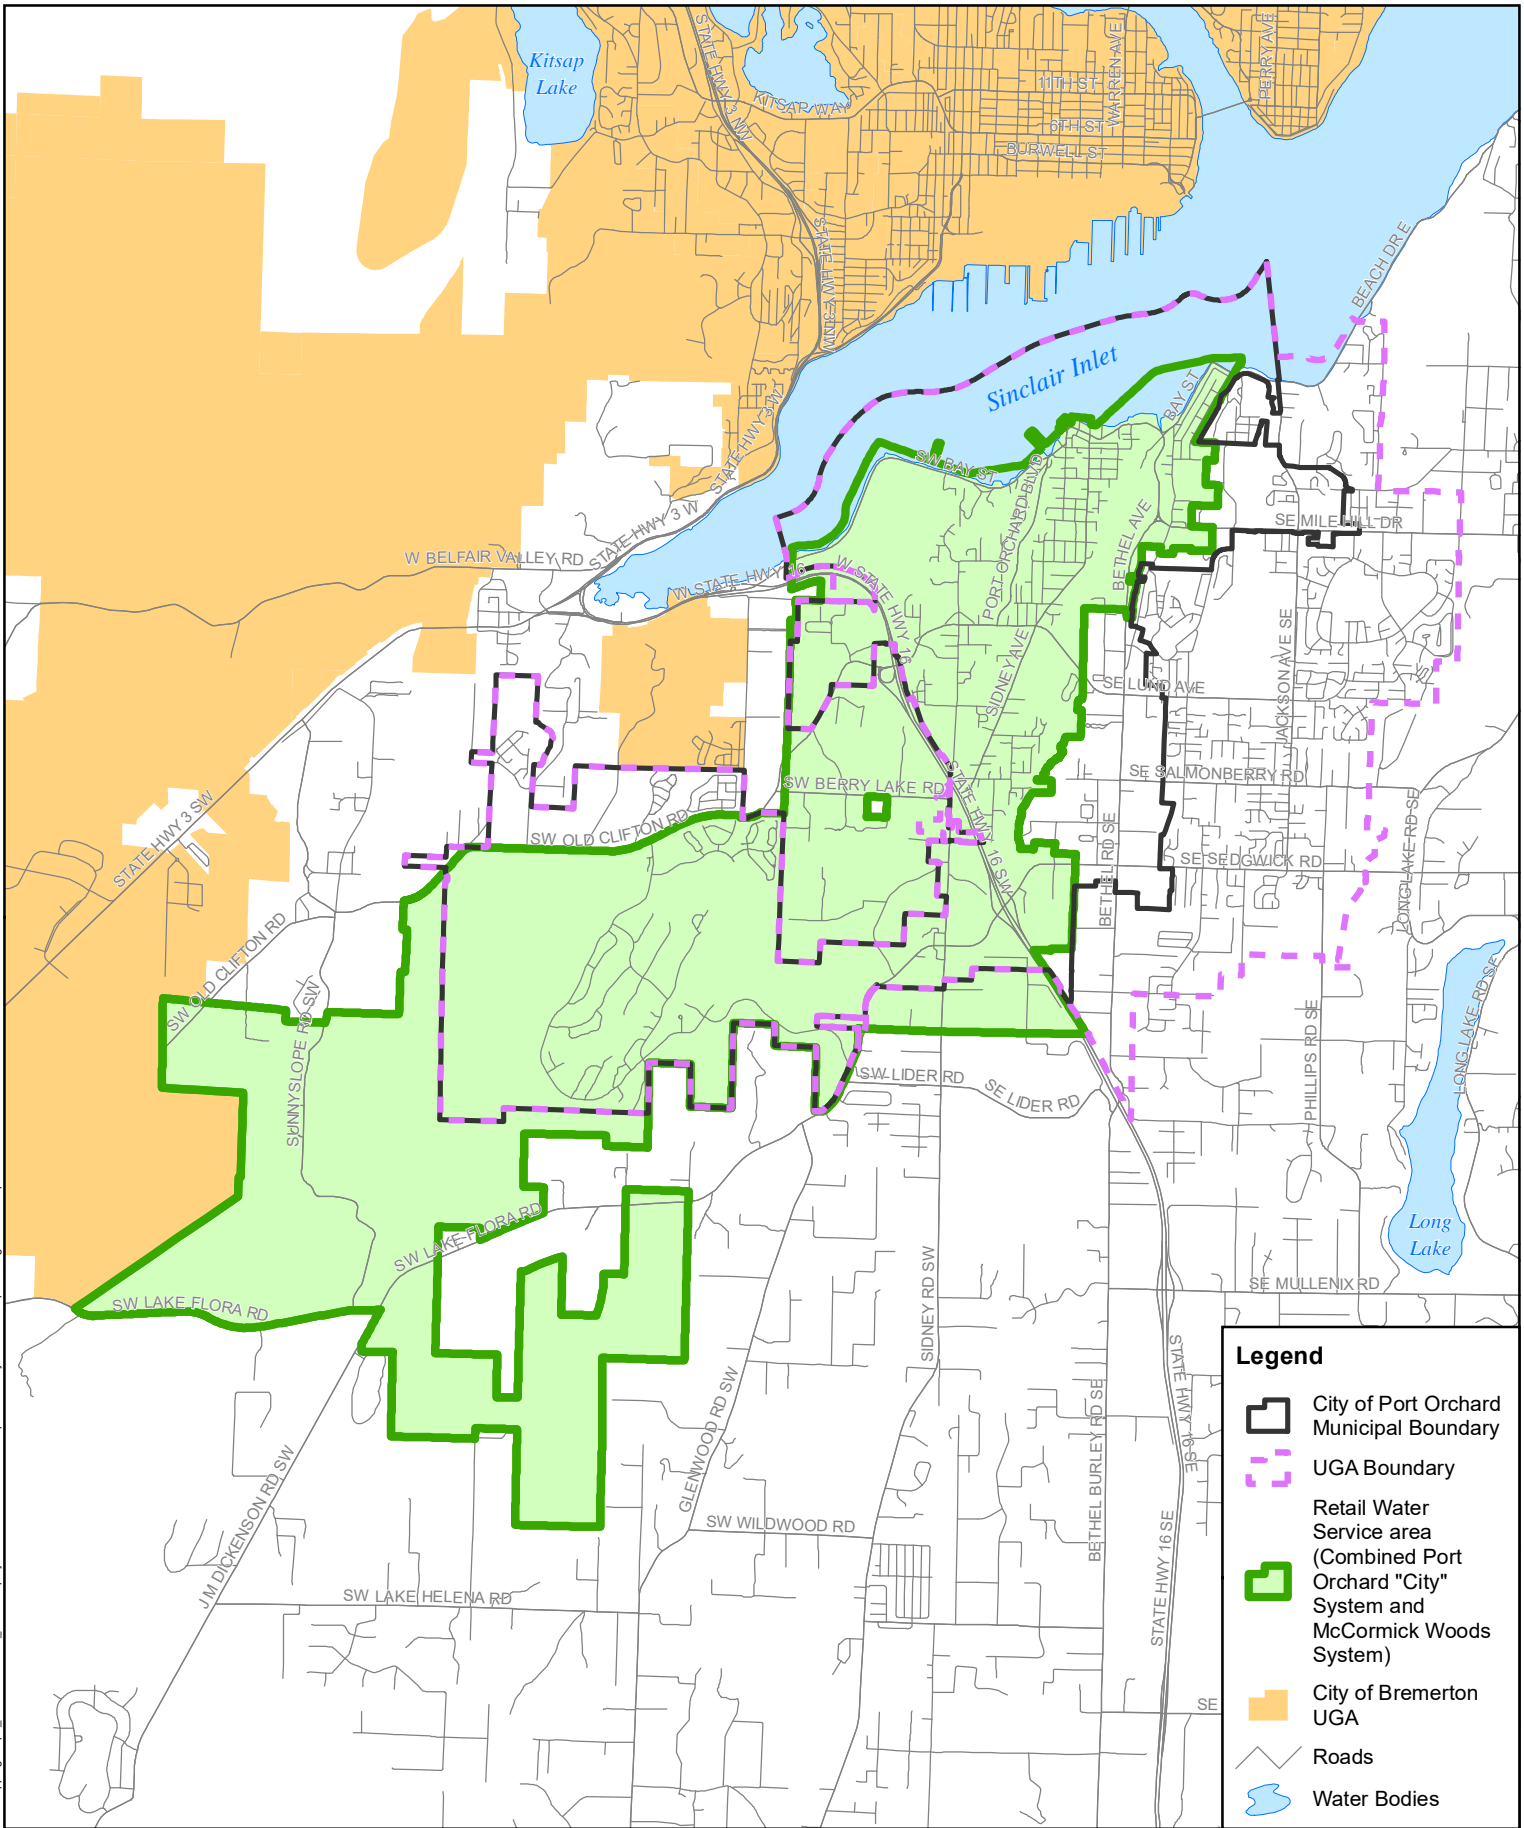 Kitsap
Lake
STATE HWY 3 NW
KITSAP WAY
11TH ST
6TH ST
BURWELL ST
WARREN AVE
PERRY AVE
STATE HWY 3 NW
BEACH DR E
Sinclair Inlet
STATE HWY 3 W
BAY ST
SW BAY ST
PORT ORCHARD BLVD
STATE HWY 3 W
W BELFAIR VALLEY RD
W STATE HWY 16
W STATE HWY 16
BETHEL AVE
SE MILE HILL DR
SIDNEY AVE
SE LUND AVE
JACKSON AVE SE
STATE HWY 3 SW
SW BERRY LAKE RD
STATE HWY 16 SW
SE SALMONBERRY RD
SW OLD CLIFTON RD
BETHEL RD SE
SE SEDGWICK RD
LONG LAKE RD SE
SW OLD CLIFTON RD
SUNNYSLOPE RD SW
LONG LAKE RD SE
PHILLIPS RD SE
SW LIDER RD
SE LIDER RD
SW LAKE FLORA RD
SW LAKE FLORA RD
Long
Lake
SIDNEY RD SW
SE MULLENIX RD
STATE HWY 16 SE
GLENWOOD RD SW
BETHEL BURLEY RD SE
JM DICKENSON RD SW
SW WILDWOOD RD
STATE HWY 16 SE
SW LAKE HELENA RD
SE
Legend
City of Port Orchard
Municipal Boundary
UGA Boundary
Retail Water
Service area
(Combined Port
Orchard "City"
System and
McCormick Woods
System)
City of Bremerton
UGA
Roads
Water Bodies